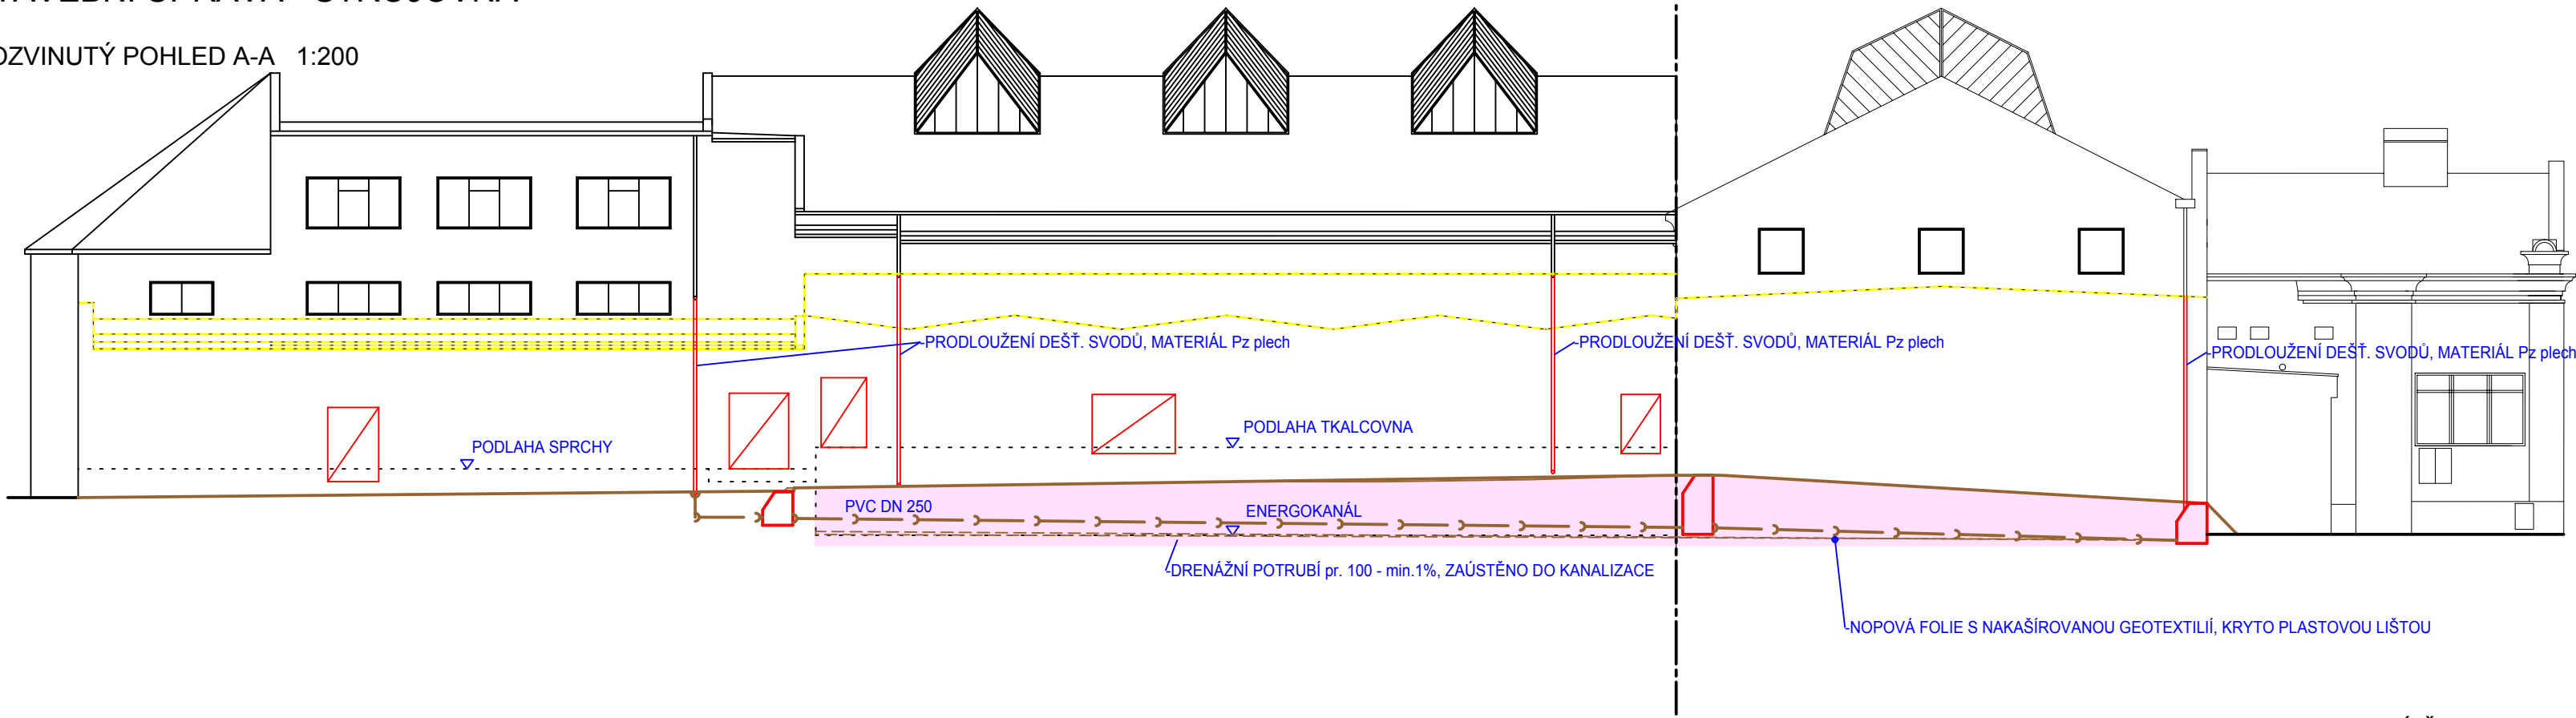 OZVINUTÝ POHLED A-A 1:200
-PRODLOUŽENÍ DEŠŤ. SVODŮ, MATERIÁL Pz plech
-PRODLOUŽENÍ DEŠŤ. SVODŮ, MATERIÁL Pz plech
-PRODLOUŽENÍ DEŠŤ. SVODŮ, MATERIÁL Pz plech
PODLAHA TKALCOVNA
PODLAHA SPRCHY
PVC DN 250
ENERGOKANÁL
-DRENÁŽNÍ POTRUBÍ pr. 100 - min.1%, ZAÚSTĚNO DO KANALIZACE
-NOPOVÁ FOLIE S NAKAŠÍROVANOU GEOTEXTILIÍ, KRYTO PLASTOVOU LIŠTOU